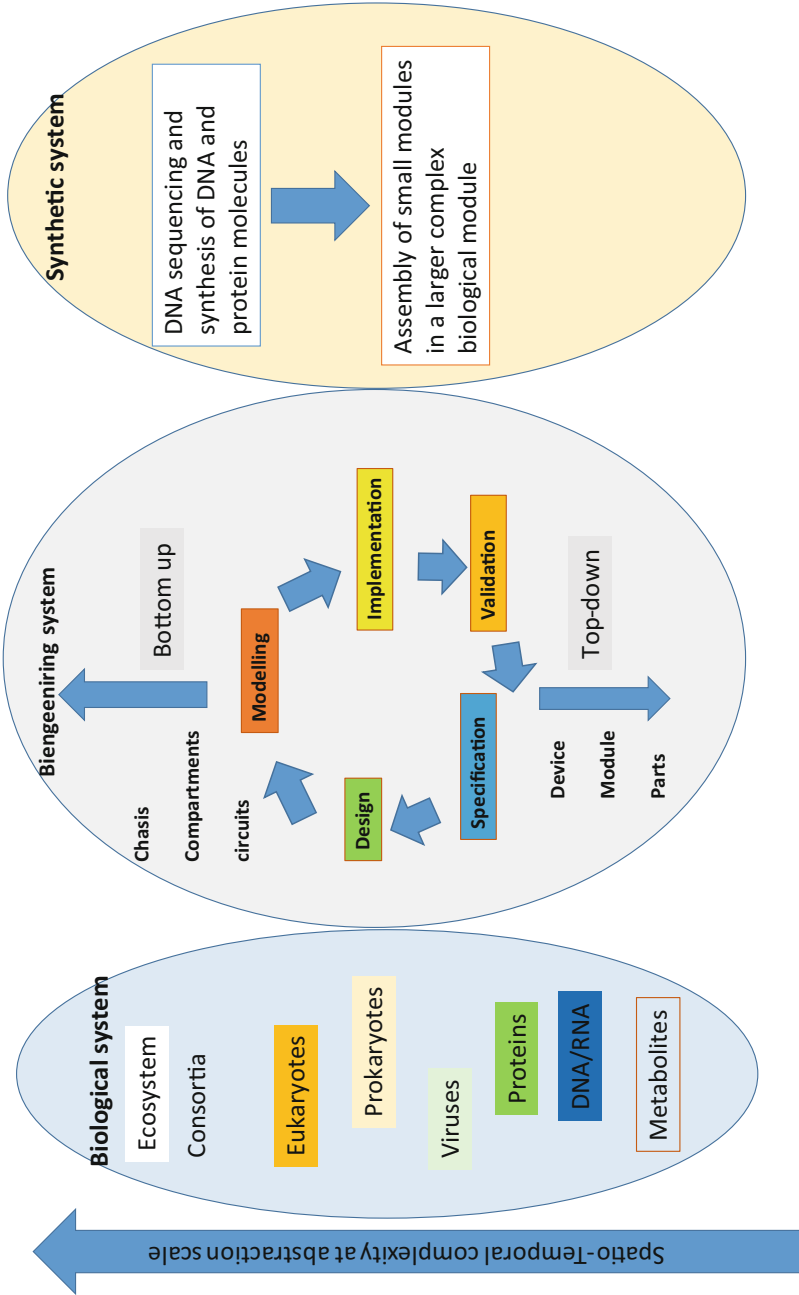 Spatio-Temporal complexity at abstraction scale
Biological system
Ecosystem
Consortia
Eukaryotes
Prokaryotes
Viruses
Proteins
DNA/RNA
Metabolites
Biengeeniring system
Bottom up
Chasis
Compartments
circuits
Modelling
Design
Implementation
Specification
Validation
Top-down
Device
Module
Parts
Synthetic system
DNA sequencing and
synthesis of DNA and
protein molecules
Assembly of small modules
in a larger complex
biological module